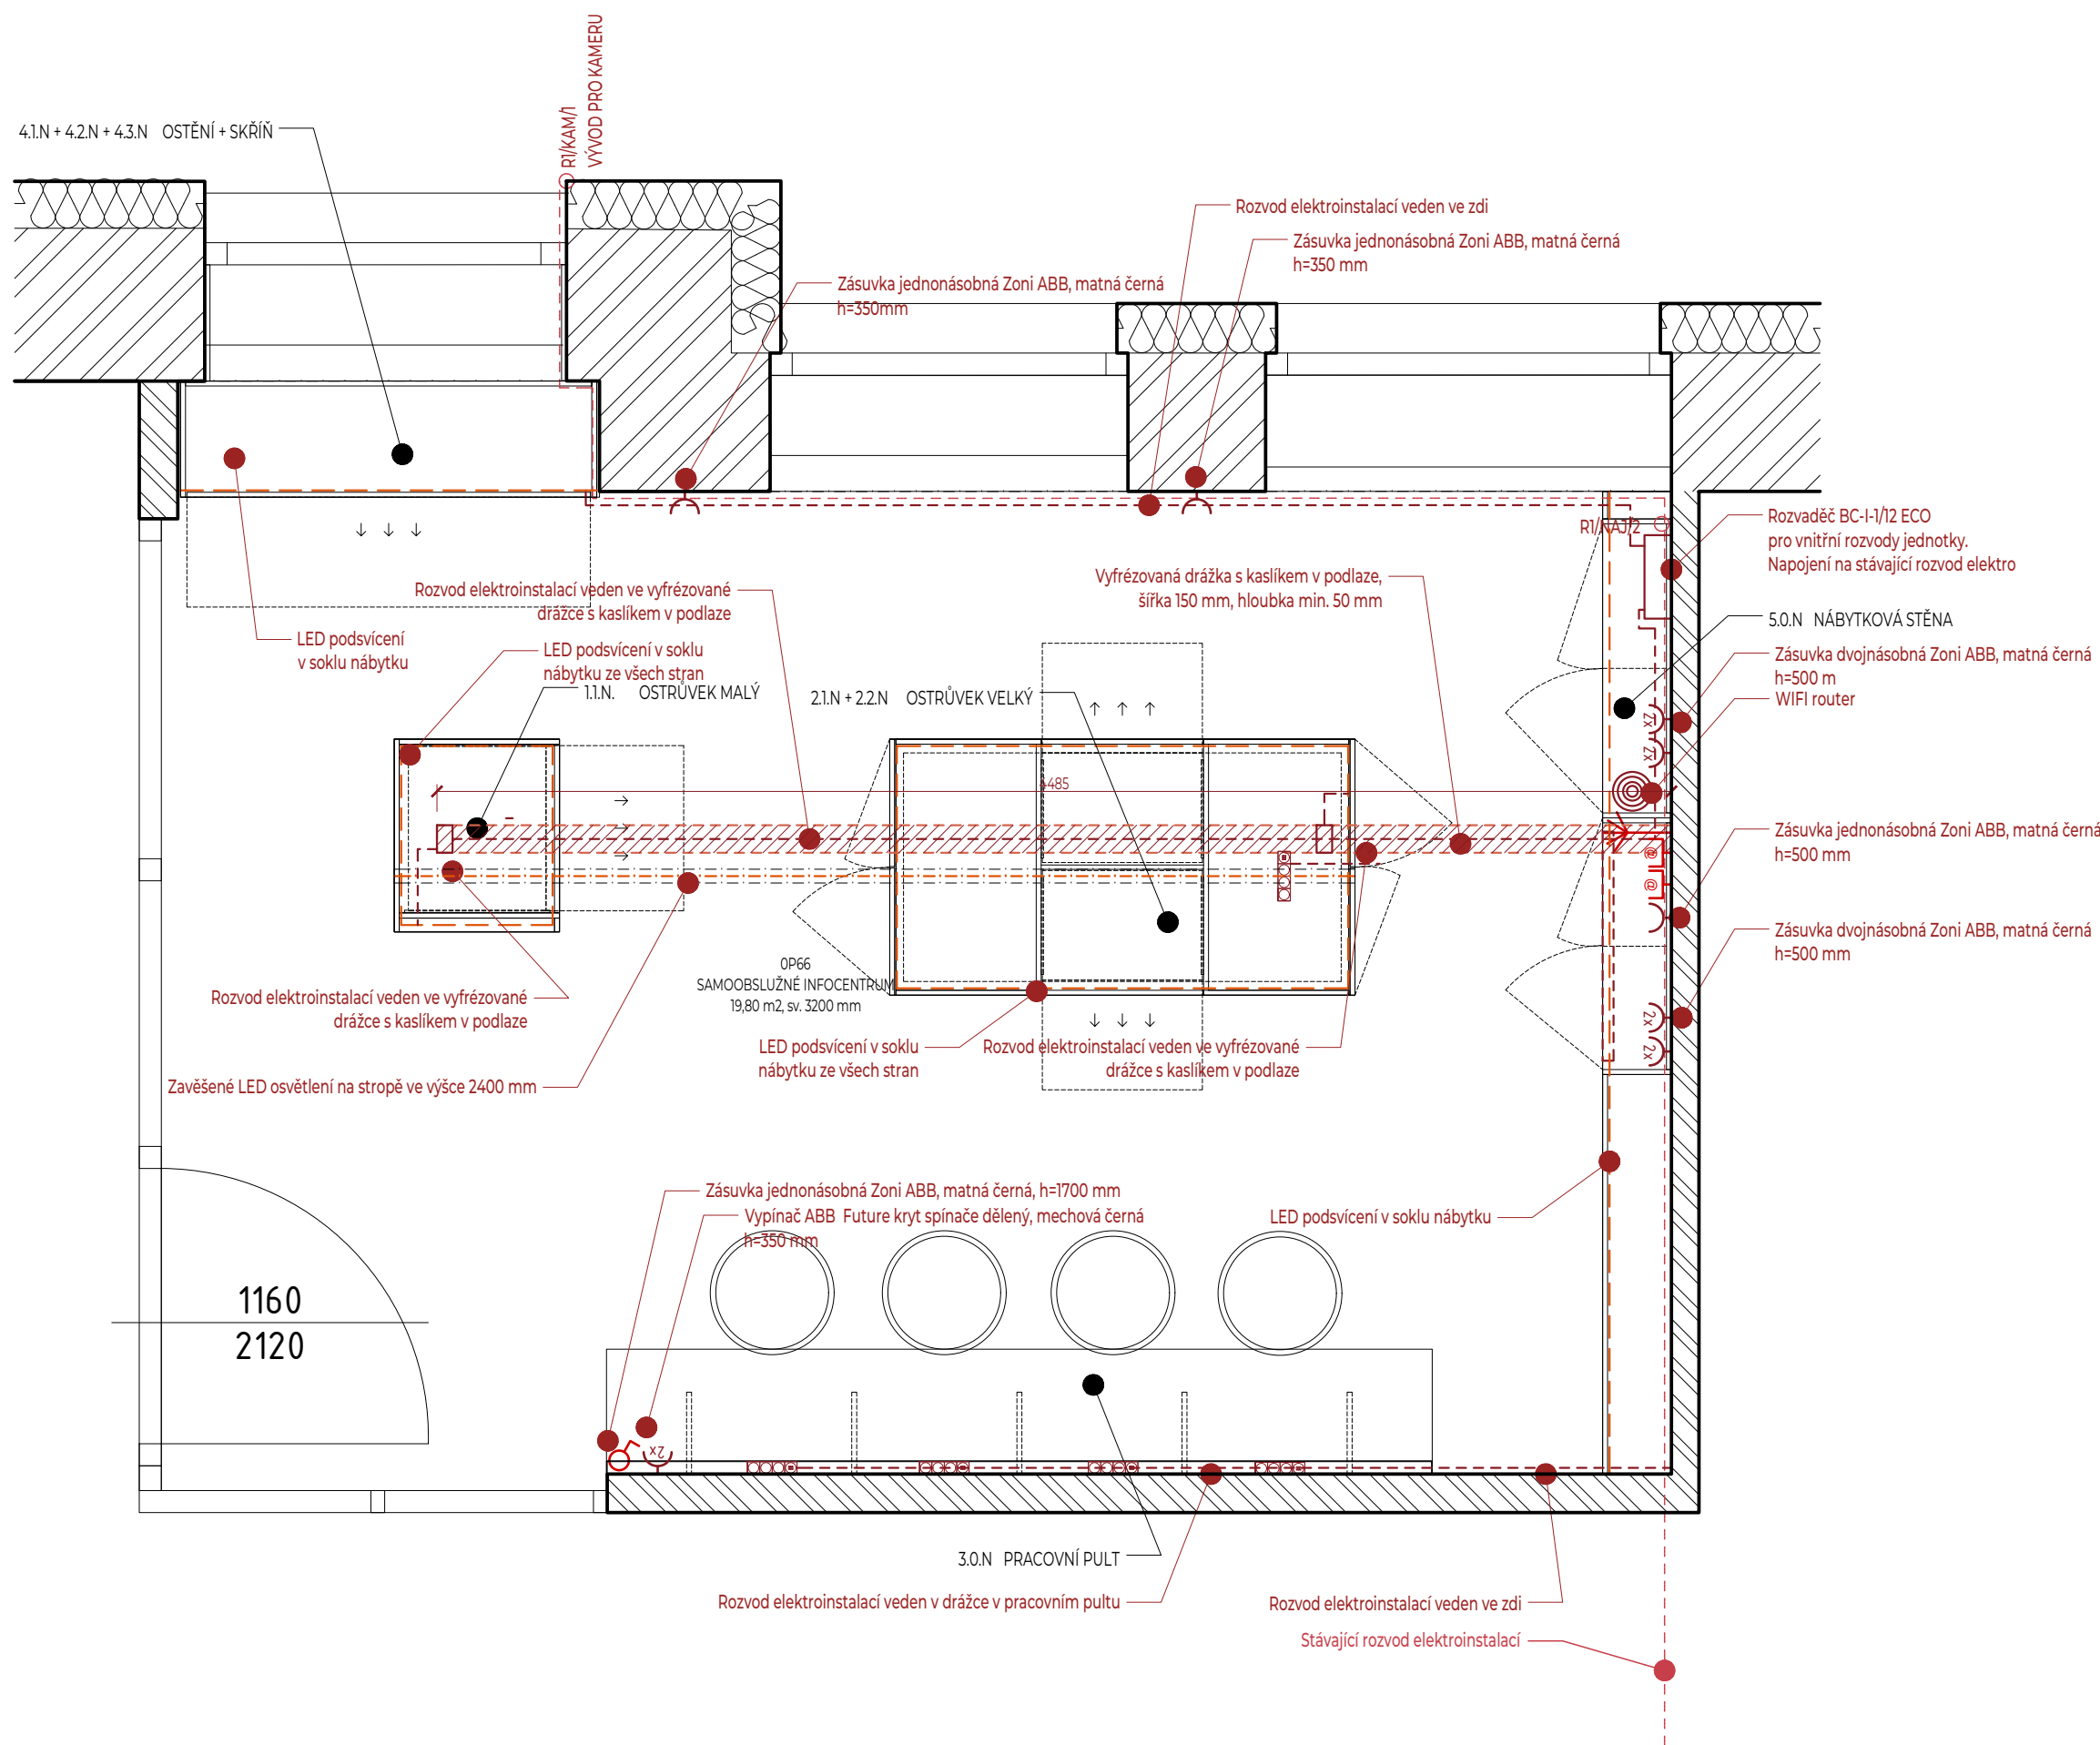 R1/KAM/1
VÝVOD PRO KAMERU
4.1.N + 4.2.N + 4.3.N OSTĚNÍ + SKŘÍŇ
Rozvod elektroinstalací veden ve zdi
Zásuvka jednonásobná Zoni ABB, matná černá
h=350 mm
Zásuvka jednonásobná Zoni ABB, matná černá
h=350mm
R1/NAJ/2
Rozvaděč BC-I-1/12 ECO
pro vnitřní rozvody jednotky.
Napojení na stávající rozvod elektro
Rozvod elektroinstalací veden ve vyfrézované
drážce s kaslíkem v podlaze
Vyfrézovaná drážka s kaslíkem v podlaze,
šířka 150 mm, hloubka min. 50 mm
5.0.N NÁBYTKOVÁ STĚNA
LED podsvícení
v soklu nábytku
LED podsvícení v soklu
nábytku ze všech stran
1.1.N. OSTRŮVEK MALÝ
2.1.N + 2.2.N OSTRŮVEK VELKÝ
Zásuvka dvojnásobná Zoni ABB, matná černá
h=500 m
WIFI router
2x
2x
4485
@
@
Zásuvka jednonásobná Zoni ABB, matná černá
h=500 mm
Zásuvka dvojnásobná Zoni ABB, matná černá
h=500 mm
0P66
SAMOOBSLUŽNÉ INFOCENTRUM
19,80 m2, sv. 3200 mm
2x
2x
Rozvod elektroinstalací veden ve vyfrézované
drážce s kaslíkem v podlaze
LED podsvícení v soklu
nábytku ze všech stran
Rozvod elektroinstalací veden ve vyfrézované
drážce s kaslíkem v podlaze
Zavěšené LED osvětlení na stropě ve výšce 2400 mm
Zásuvka jednonásobná Zoni ABB, matná černá, h=1700 mm
Vypínač ABB Future kryt spínače dělený, mechová černá
h=350 mm
LED podsvícení v soklu nábytku
1160
2120
2x
3.0.N PRACOVNÍ PULT
Rozvod elektroinstalací veden v drážce v pracovním pultu
Rozvod elektroinstalací veden ve zdi
Stávající rozvod elektroinstalací